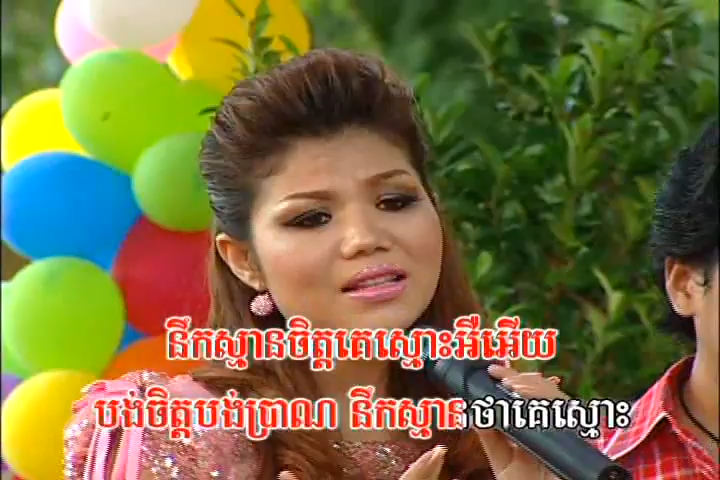 នឹកស្មានចិត្តគេស្មោះអឺអើយ
បង់ចិត្តបង់ប្រាណ នឹកស្មានថាគេស្មោះ